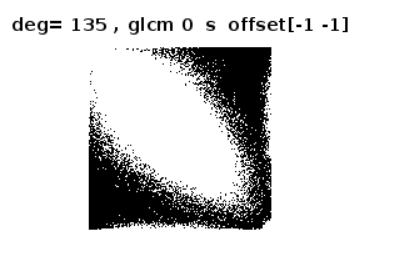 deg= 135 , glcm 0  s  offset[-1 -1]